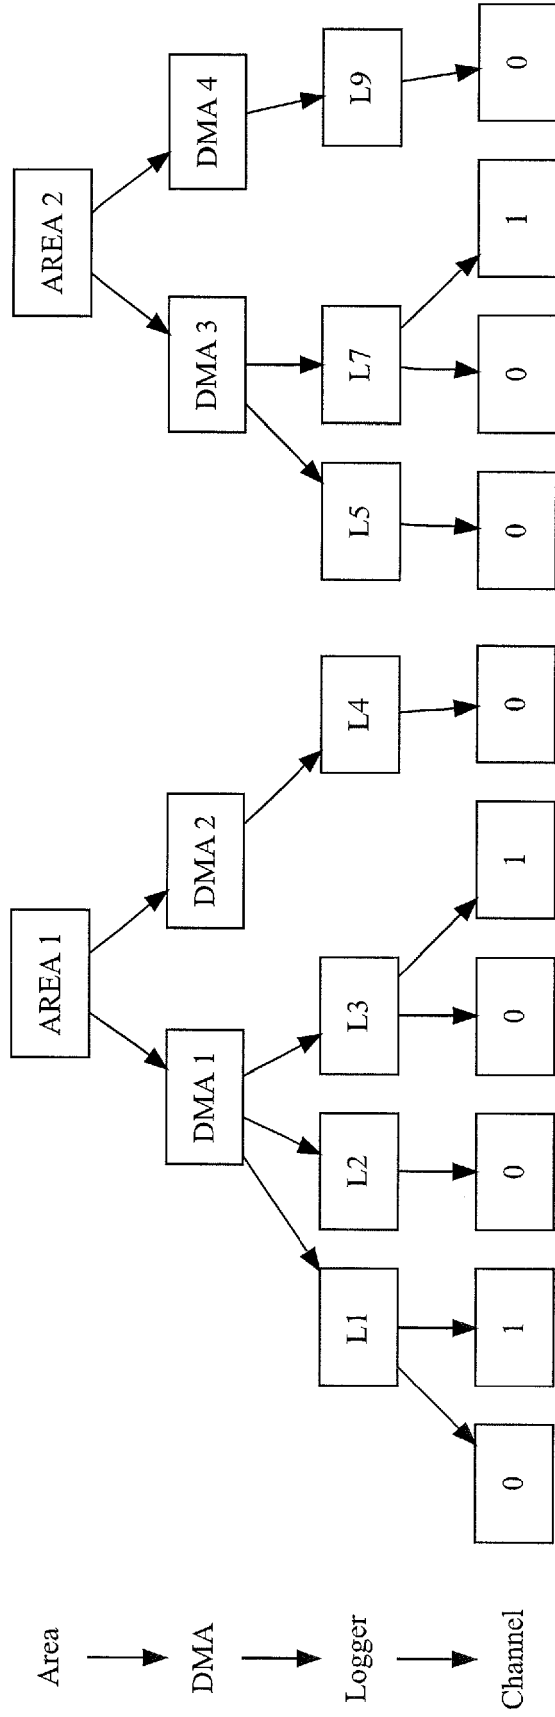 Area
AREA 1
AREA 2
DMA
DMA 1
DMA 2
DMA 3
DMA 4
Logger
L1
L2
L3
L4
L5
L7
L9
Channel
0
1
0
0
1
0
0
0
1
0